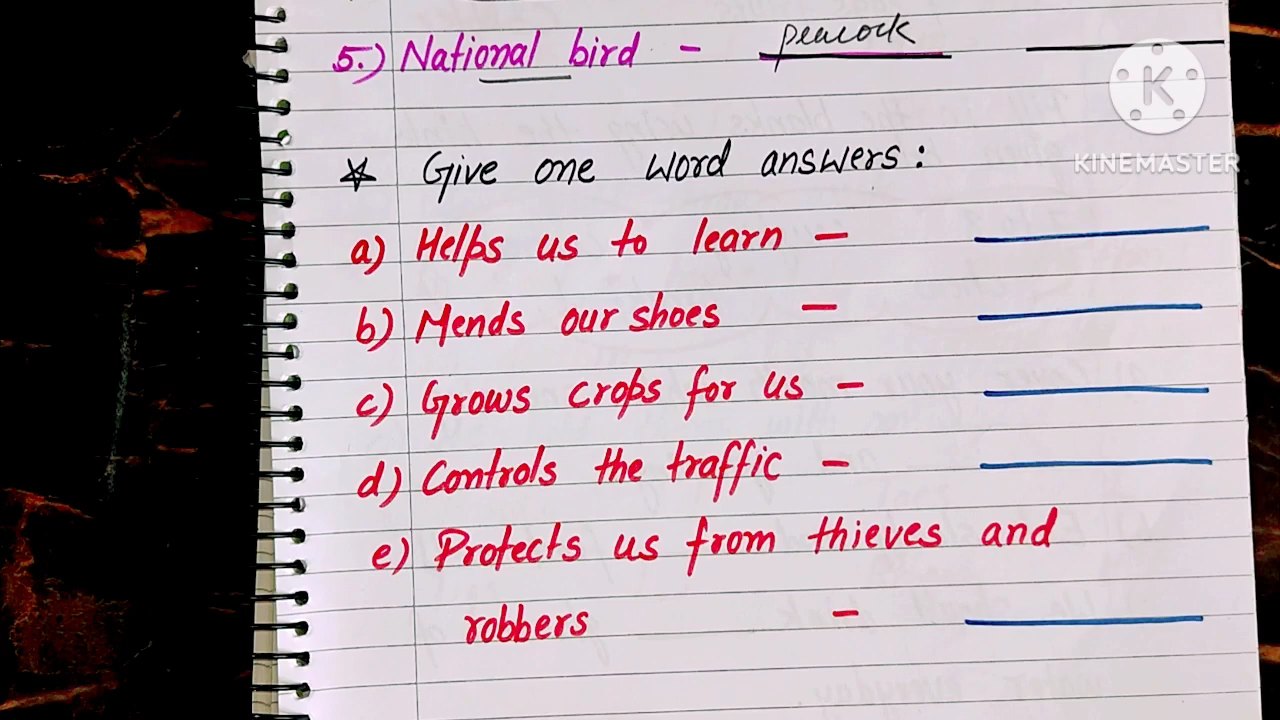 5.) National bird - peacock
K
KINEMASTER
* Give one word answers:
a) Helps us to learn -
b) Mends our shoes -
c) Grows crops for us -
d) Controls the traffic -
e) Protects us from thieves and
robbers -